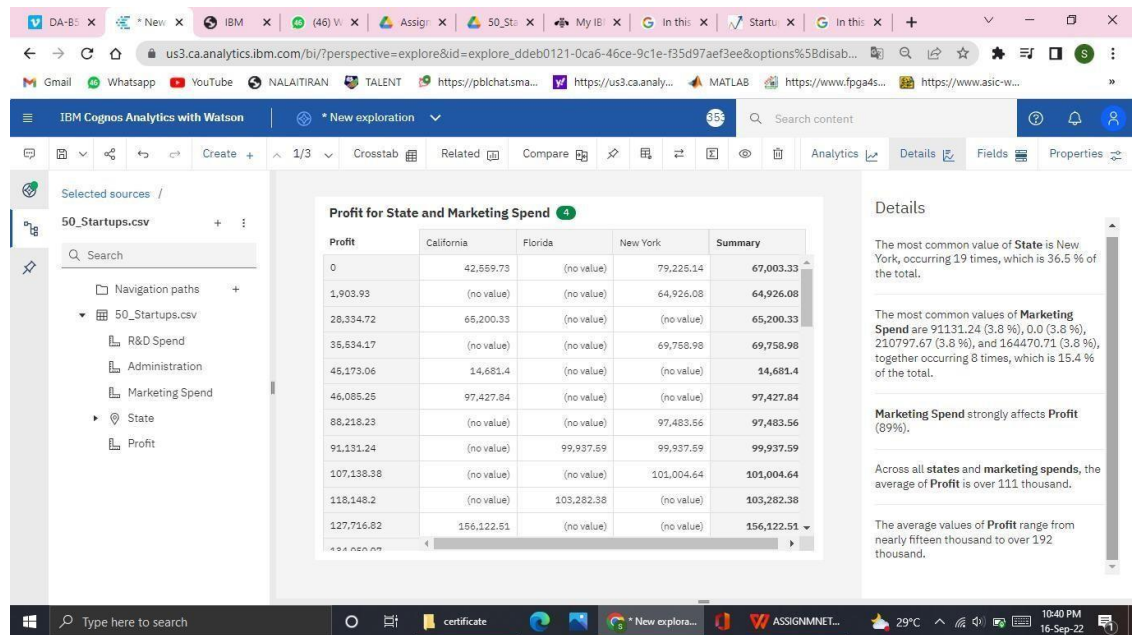 DA-B5 X * New X IBM X (46) W X Assign X 50_Sta X My IBI X In this X Startu X In this X +
us3.ca.analytics.ibm.com/bi/?perspective=explore&id=explore_ddeb0121-0ca6-46ce-9c1e-f35d97aef3ee&options%5Bdisab... S
Gmail Whatsapp YouTube NALAITIRAN TALENT https://pblchat.sma... https://us3.ca.analy... MATLAB https://www.fpga4s... https://www.asic-w... »
IBM Cognos Analytics with Watson * New exploration 353 Search content
Create + 1/3 Crosstab Related Compare Analytics Details Fields Properties
Selected sources /
50_Startups.csv + :
Search
Navigation paths +
50_Startups.csv
R&D Spend
Administration
Marketing Spend
State
Profit
Profit for State and Marketing Spend 4
Profit California Florida New York Summary
0 42,559.73 (no value) 79,225.14 67,003.33
1,903.93 (no value) (no value) 64,926.08 64,926.08
28,334.72 65,200.33 (no value) (no value) 65,200.33
35,534.17 (no value) (no value) 69,758.98 69,758.98
45,173.06 14,681.4 (no value) (no value) 14,681.4
46,085.25 97,427.84 (no value) (no value) 97,427.84
88,218.23 (no value) (no value) 97,483.56 97,483.56
91,131.24 (no value) 99,937.59 99,937.59 99,937.59
107,138.38 (no value) (no value) 101,004.64 101,004.64
118,148.2 (no value) 103,282.38 (no value) 103,282.38
127,716.82 156,122.51 (no value) (no value) 156,122.51
Details
The most common value of State is New
York, occurring 19 times, which is 36.5 % of
the total.
The most common values of Marketing
Spend are 91131.24 (3.8 %), 0.0 (3.8 %),
210797.67 (3.8 %), and 164470.71 (3.8 %),
together occurring 8 times, which is 15.4 %
of the total.
Marketing Spend strongly affects Profit
(89%).
Across all states and marketing spends, the
average of Profit is over 111 thousand.
The average values of Profit range from
nearly fifteen thousand to over 192
thousand.
Type here to search certificate * New explora... ASSIGNMNET... 29°C 10:40 PM
16-Sep-22